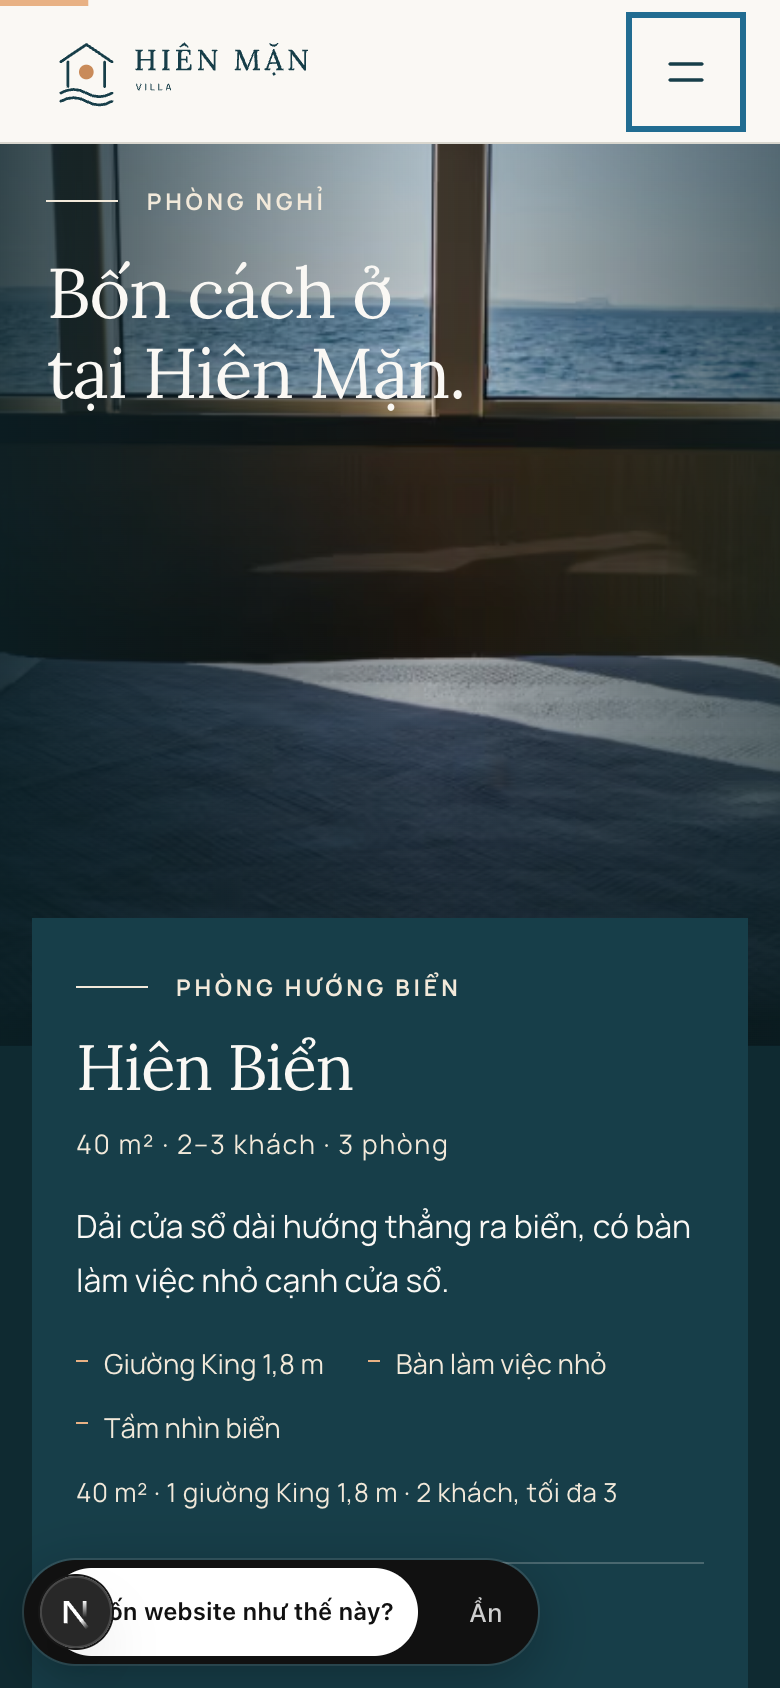 HIÊN MẶN
VILLA
PHÒNG NGHỈ
Bốn cách ở
tại Hiên Mặn.
PHÒNG HƯỚNG BIỂN
Hiên Biển
40 m² · 2–3 khách · 3 phòng
Dải cửa sổ dài hướng thẳng ra biển, có bàn
làm việc nhỏ cạnh cửa sổ.
Giường King 1,8 m
Bàn làm việc nhỏ
Tầm nhìn biển
40 m² · 1 giường King 1,8 m · 2 khách, tối đa 3
N
website như thế này?
Ẩn